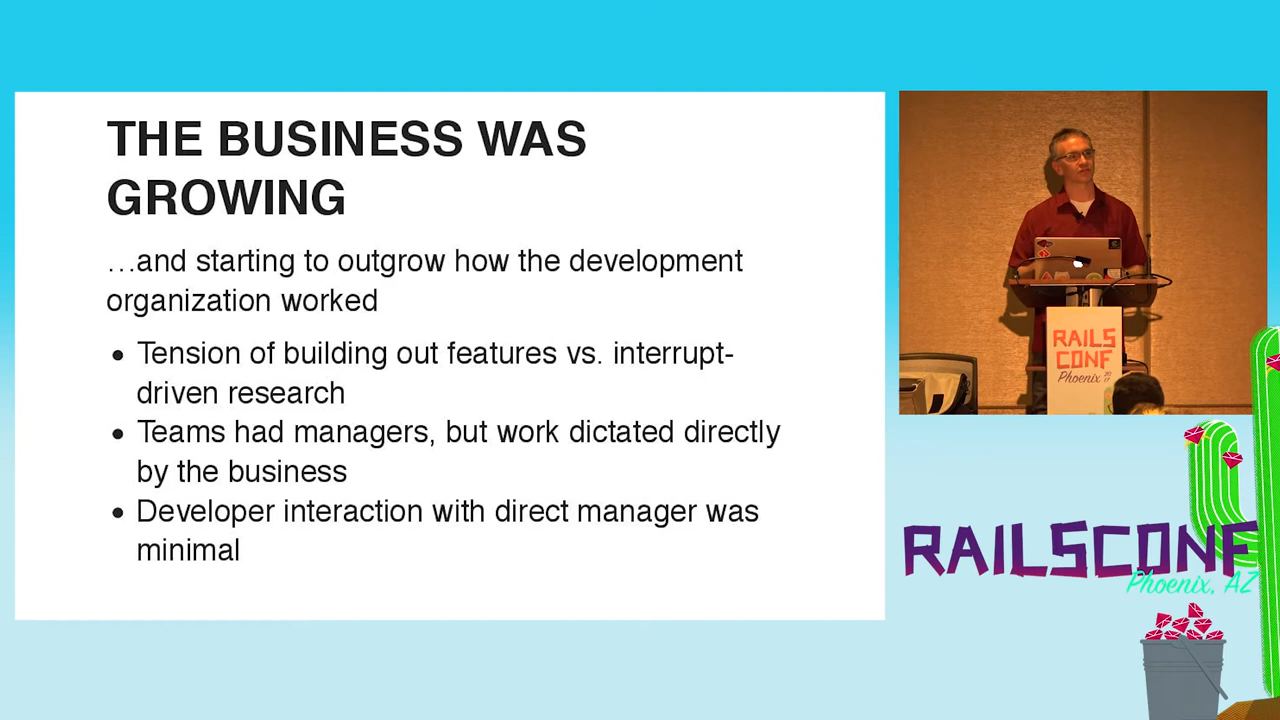 THE BUSINESS WAS
GROWING
…and starting to outgrow how the development
organization worked
• Tension of building out features vs. interrupt-
driven research
• Teams had managers, but work dictated directly
by the business
• Developer interaction with direct manager was
minimal
RAILS
CONF
Phoenix 2017
RAILSCONF
Phoenix, AZ